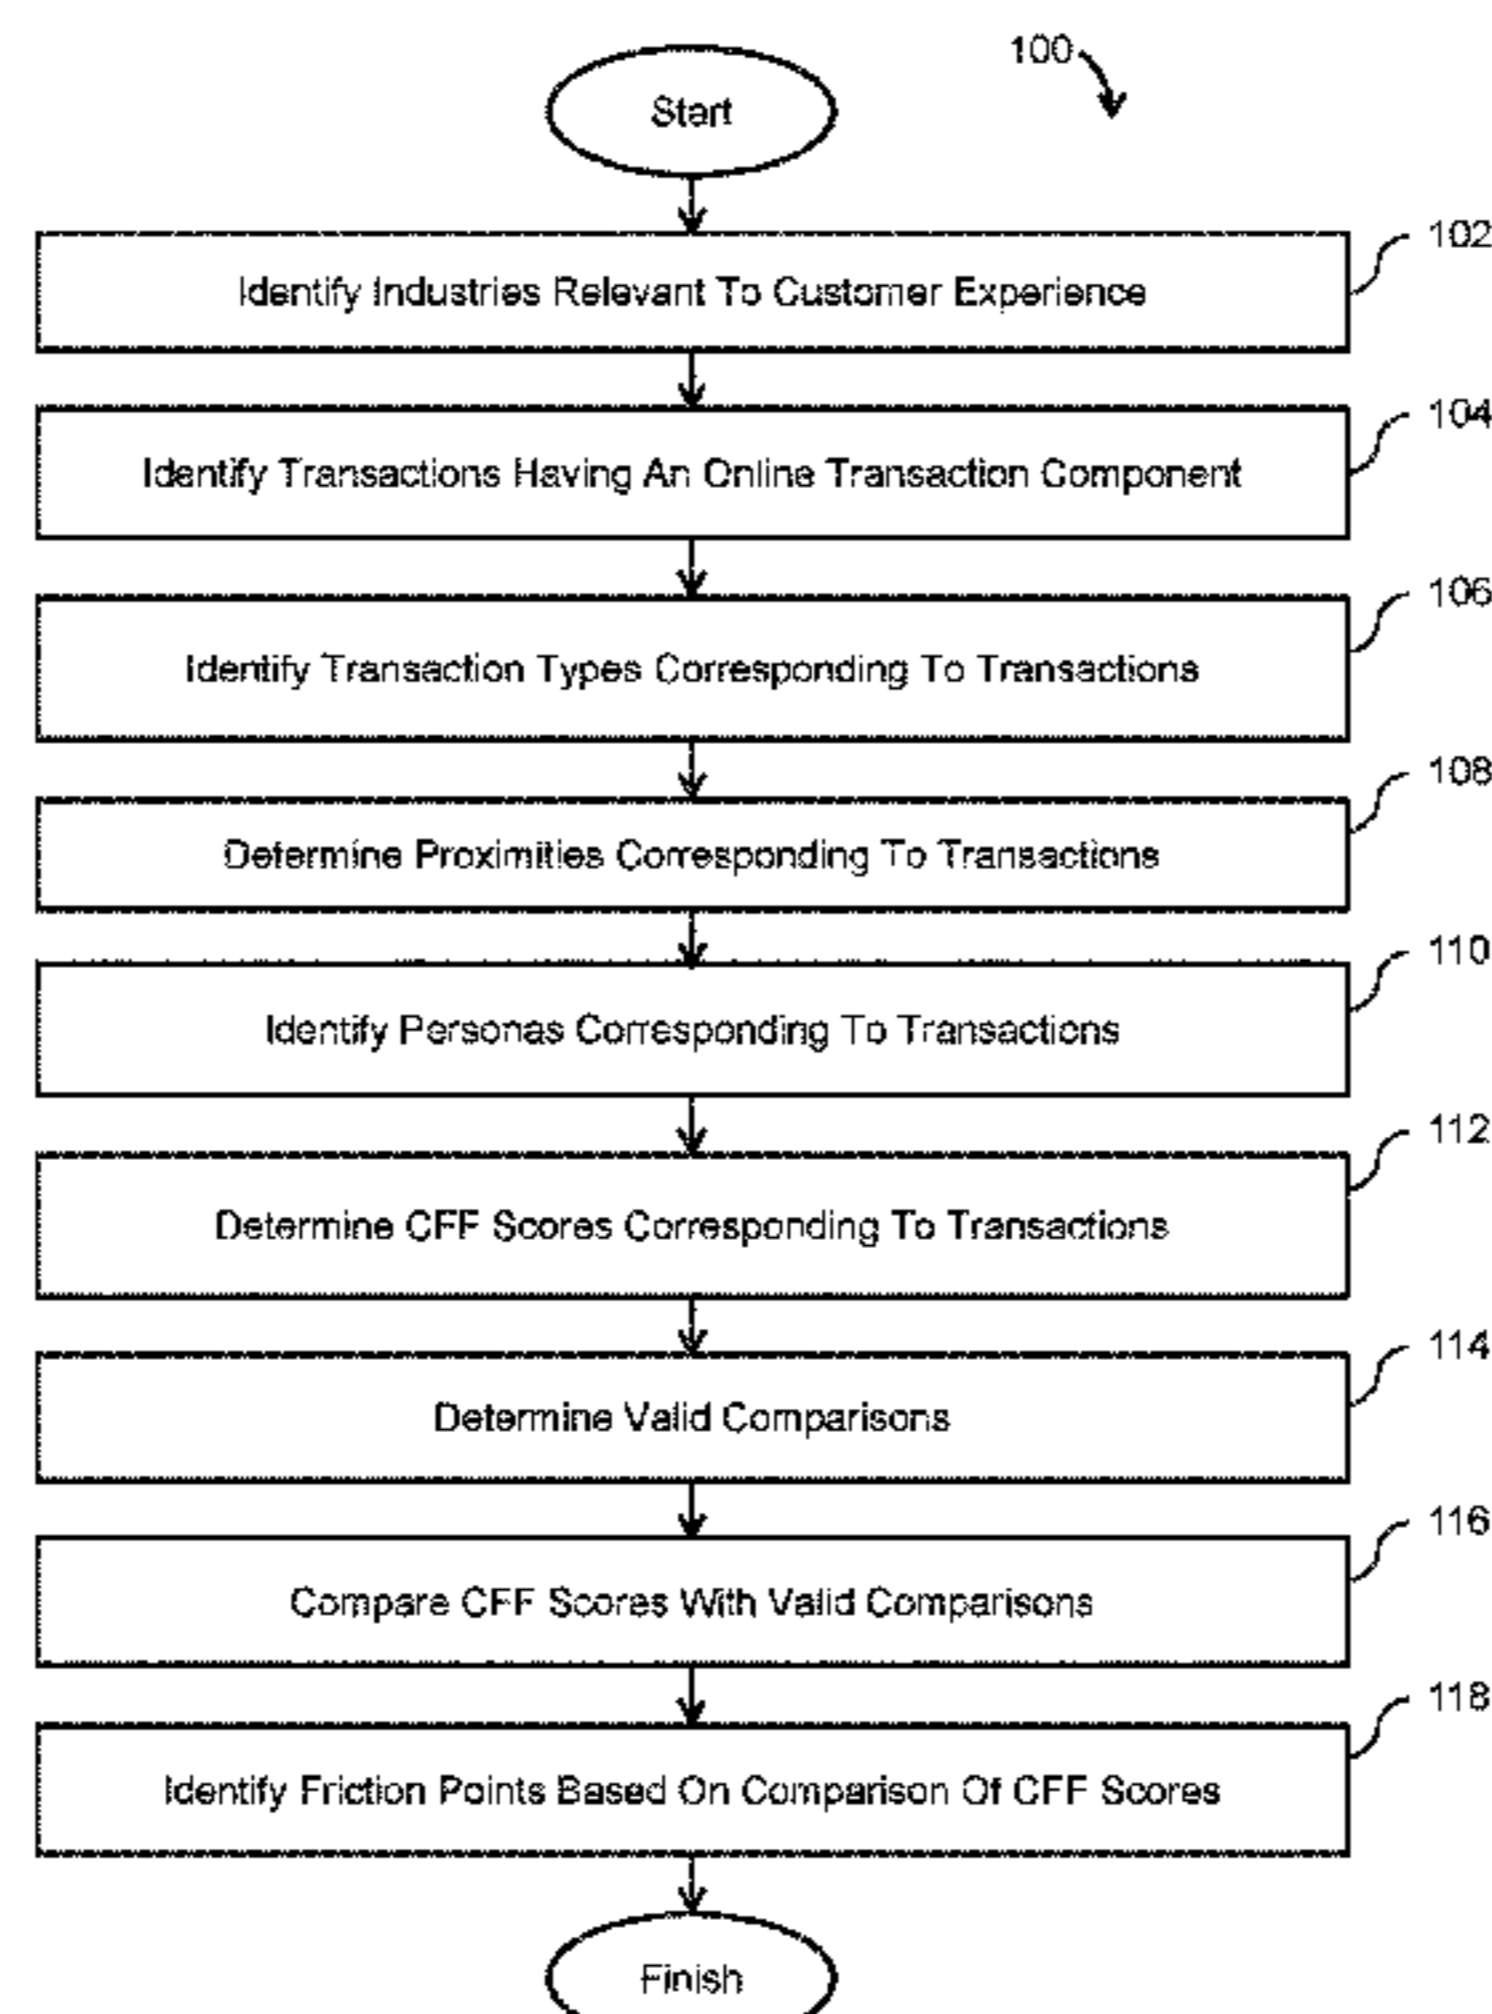 100
Start
102
Identify Industries Relevant To Customer Experience
104
Identify Transactions Having An Online Transaction Component
106
Identify Transaction Types Corresponding To Transactions
108
Determine Proximities Corresponding To Transactions
110
Identify Personas Corresponding To Transactions
112
Determine CFF Scores Corresponding To Transactions
114
Determine Valid Comparisons
116
Compare CFF Scores With Valid Comparisons
118
Identify Friction Points Based On Comparison Of CFF Scores
Finish